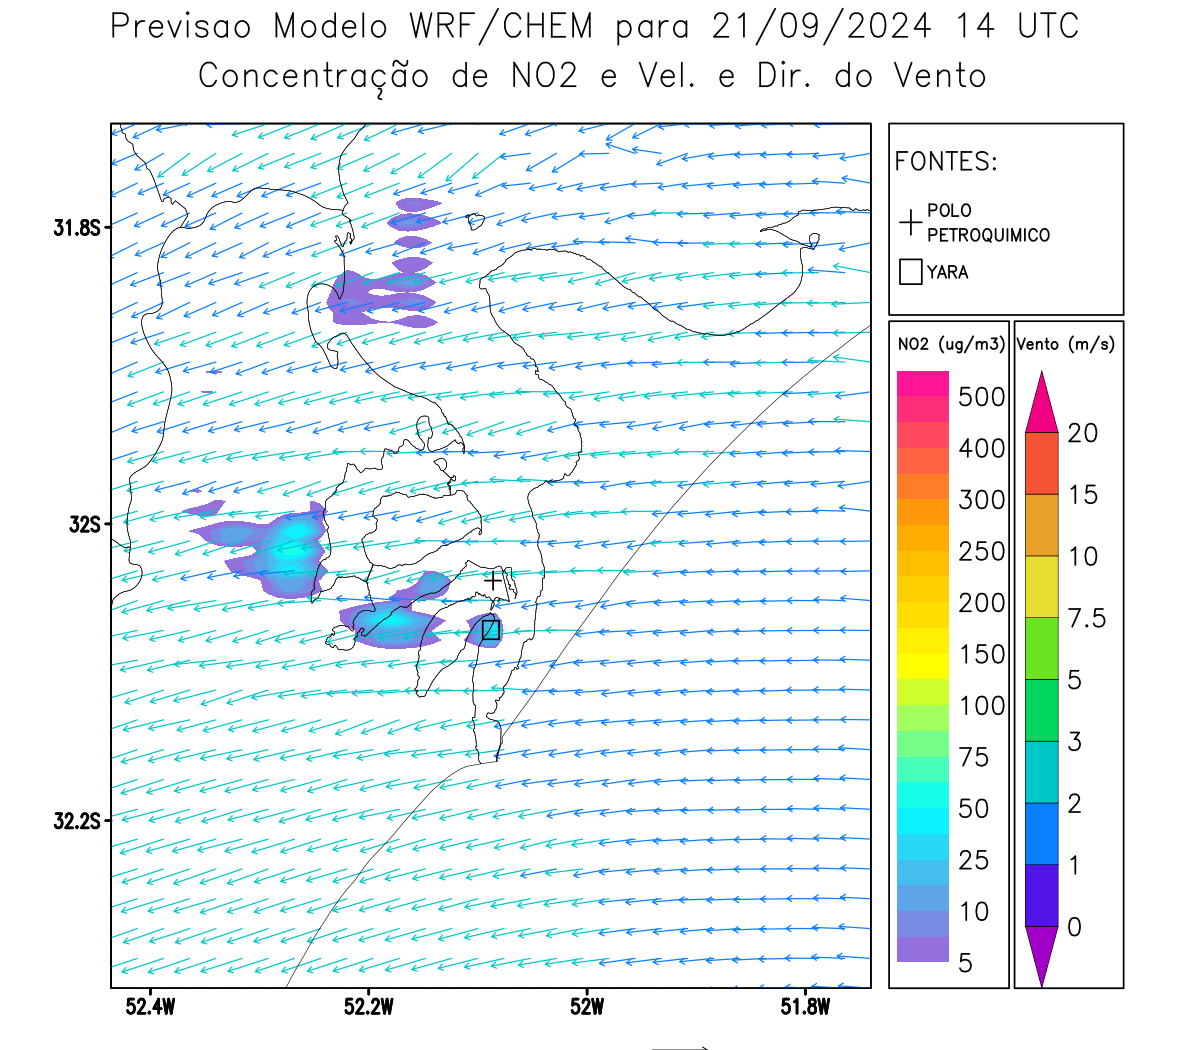 Previsao Modelo WRF/CHEM para 21/09/2024 14 UTC
Concentração de NO2 e Vel. e Dir. do Vento
FONTES:
POLO
PETROQUIMICO
YARA
NO2 (ug/m3)
500
400
300
250
200
150
100
75
50
25
10
5
Vento (m/s)
20
15
10
7.5
5
3
2
1
0
31.8S
32S
32.2S
52.4W
52.2W
52W
51.8W